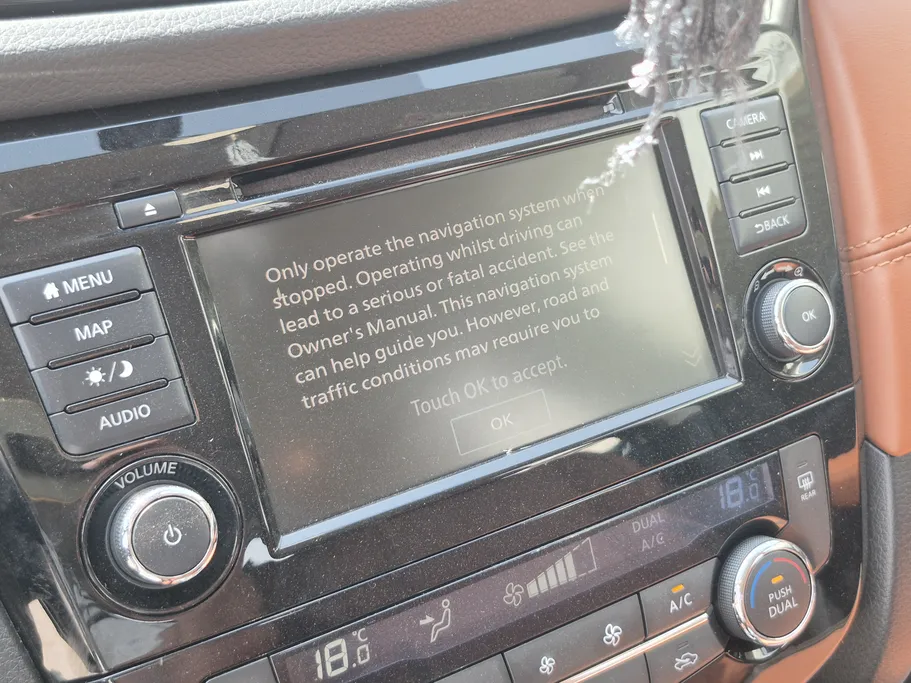 CAMERA
BACK
MENU
MAP
AUDIO
VOLUME
Only operate the navigation system when
stopped. Operating whilst driving can
lead to a serious or fatal accident. See the
Owner's Manual. This navigation system
can help guide you. However, road and
traffic conditions may require you to
Touch OK to accept.
OK
OK
18.0 °C
DUAL
A/C
18.0 °C
REAR
A/C
PUSH
DUAL